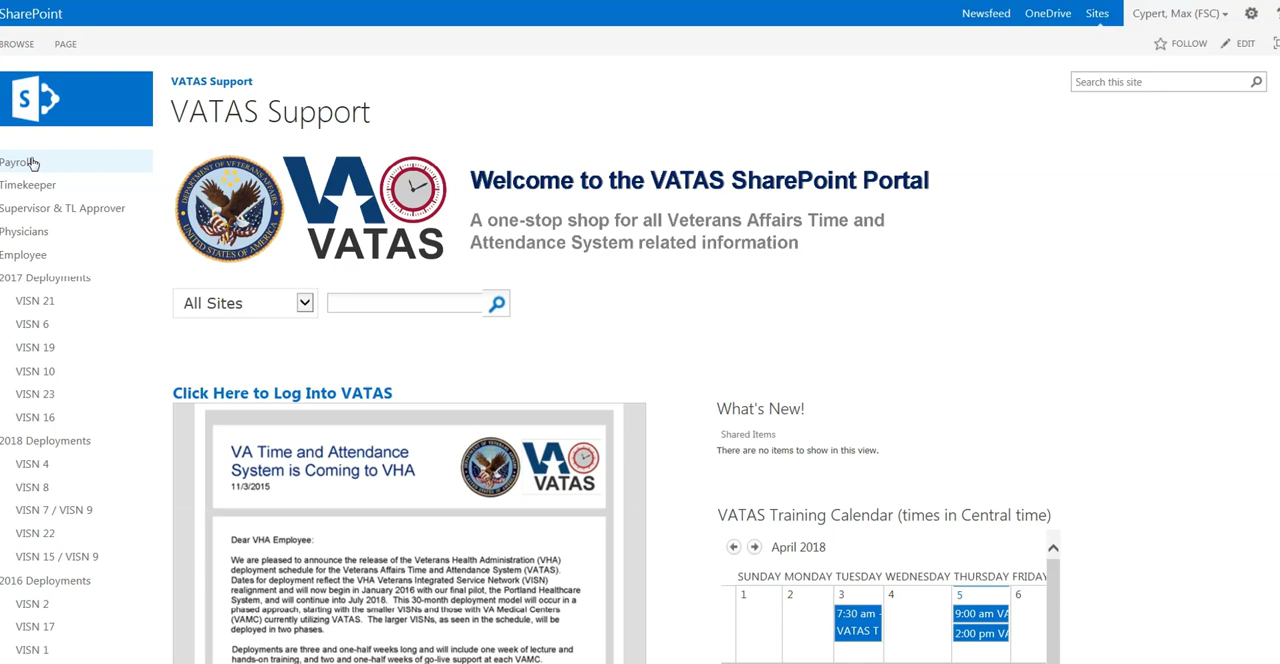 SharePoint
Newsfeed OneDrive Sites Cypert, Max (FSC)
BROWSE PAGE
FOLLOW EDIT
S
VATAS Support
VATAS Support
Search this site
Payroll
Timekeeper
Supervisor & TL Approver
Physicians
Employee
2017 Deployments
VISN 21
VISN 6
VISN 19
VISN 10
VISN 23
VISN 16
2018 Deployments
VISN 4
VISN 8
VISN 7 / VISN 9
VISN 22
VISN 15 / VISN 9
2016 Deployments
VISN 2
VISN 17
VISN 1
DEPARTMENT OF VETERANS AFFAIRS
UNITED STATES OF AMERICA
VA
VATAS
Welcome to the VATAS SharePoint Portal
A one-stop shop for all Veterans Affairs Time and
Attendance System related information
All Sites
Click Here to Log Into VATAS
VA Time and Attendance
System is Coming to VHA
11/3/2015
VA
VATAS
Dear VHA Employee:
We are pleased to announce the release of the Veterans Health Administration (VHA)
deployment schedule for the Veterans Affairs Time and Attendance System (VATAS).
Dates for deployment reflect the VHA Veterans Integrated Service Network (VISN)
realignment and will now begin in January 2016 with our final pilot, the Portland Healthcare
System, and will continue into July 2018. This 30-month deployment model will occur in a
phased approach, starting with the smaller VISNs and those with VA Medical Centers
(VAMC) currently utilizing VATAS. The larger VISNs, as seen in the schedule, will be
deployed in two phases.
Deployments are three and one-half weeks long and will include one week of lecture and
hands-on training, and two and one-half weeks of go-live support at each VAMC.
What's New!
Shared Items
There are no items to show in this view.
VATAS Training Calendar (times in Central time)
April 2018
SUNDAY MONDAY TUESDAY WEDNESDAY THURSDAY FRIDAY
1 2 3 4 5 6
7:30 am -
VATAS T
9:00 am VA
2:00 pm VA